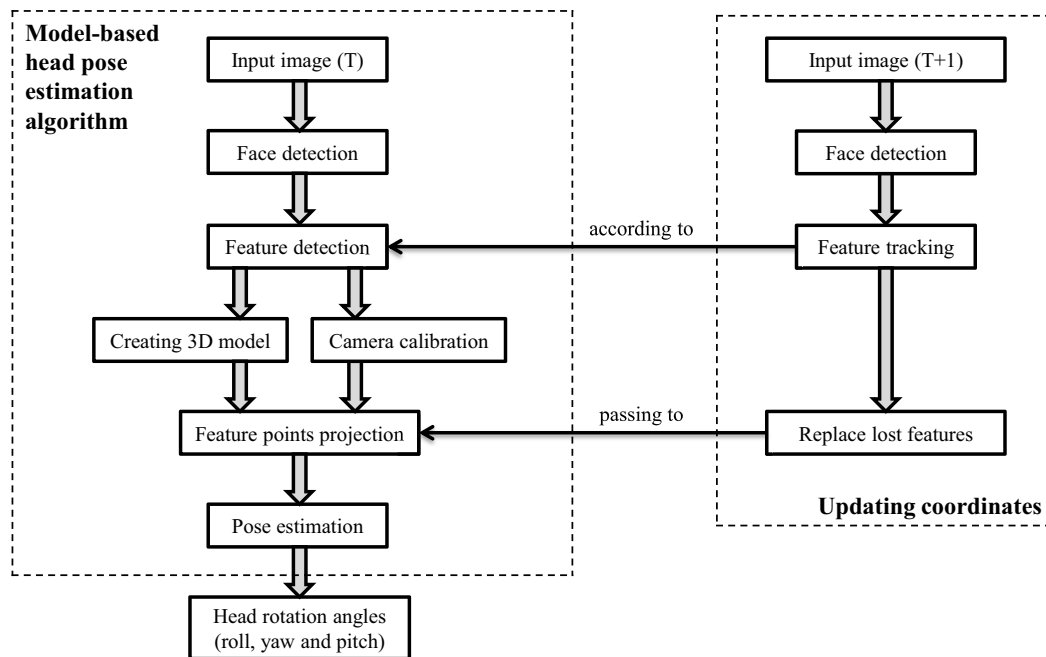 Model-based
head pose
estimation
algorithm
Input image (T)
Face detection
Feature detection
Creating 3D model
Camera calibration
Feature points projection
Pose estimation
Head rotation angles
(roll, yaw and pitch)
according to
passing to
Input image (T+1)
Face detection
Feature tracking
Replace lost features
Updating coordinates